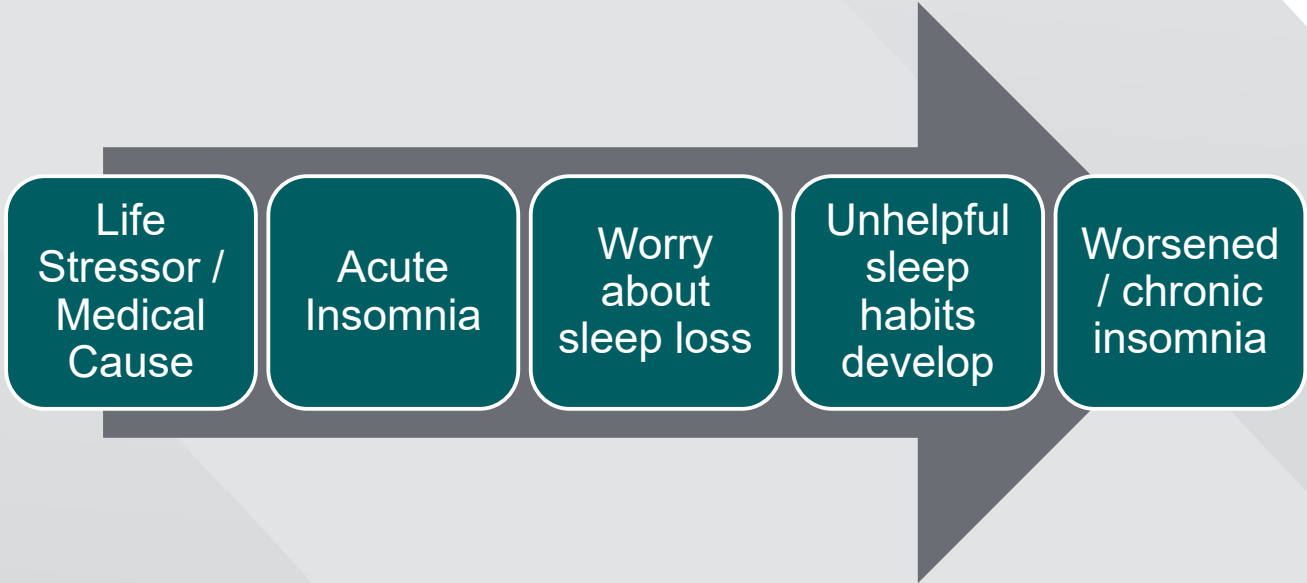 Life
Stressor /
Medical
Cause
Acute
Insomnia
Worry
about
sleep loss
Unhelpful
sleep
habits
develop
Worsened
/ chronic
insomnia